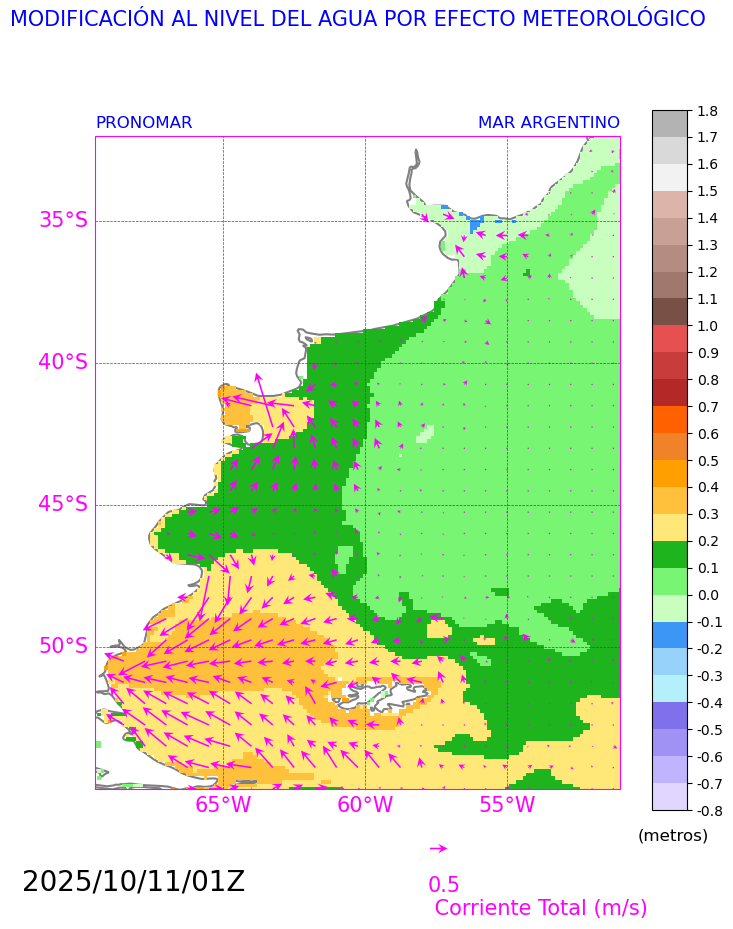 MODIFICACIÓN AL NIVEL DEL AGUA POR EFECTO METEOROLÓGICO
PRONOMAR MAR ARGENTINO
35°S
40°S
45°S
50°S
65°W 60°W 55°W
1.8
1.7
1.6
1.5
1.4
1.3
1.2
1.1
1.0
0.9
0.8
0.7
0.6
0.5
0.4
0.3
0.2
0.1
0.0
-0.1
-0.2
-0.3
-0.4
-0.5
-0.6
-0.7
-0.8
(metros)
2025/10/11/01Z
0.5
Corriente Total (m/s)